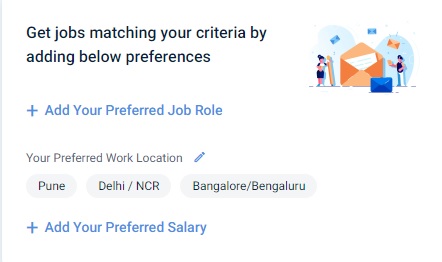 Get jobs matching your criteria by
adding below preferences
+ Add Your Preferred Job Role
Your Preferred Work Location
Pune Delhi / NCR Bangalore/Bengaluru
+ Add Your Preferred Salary